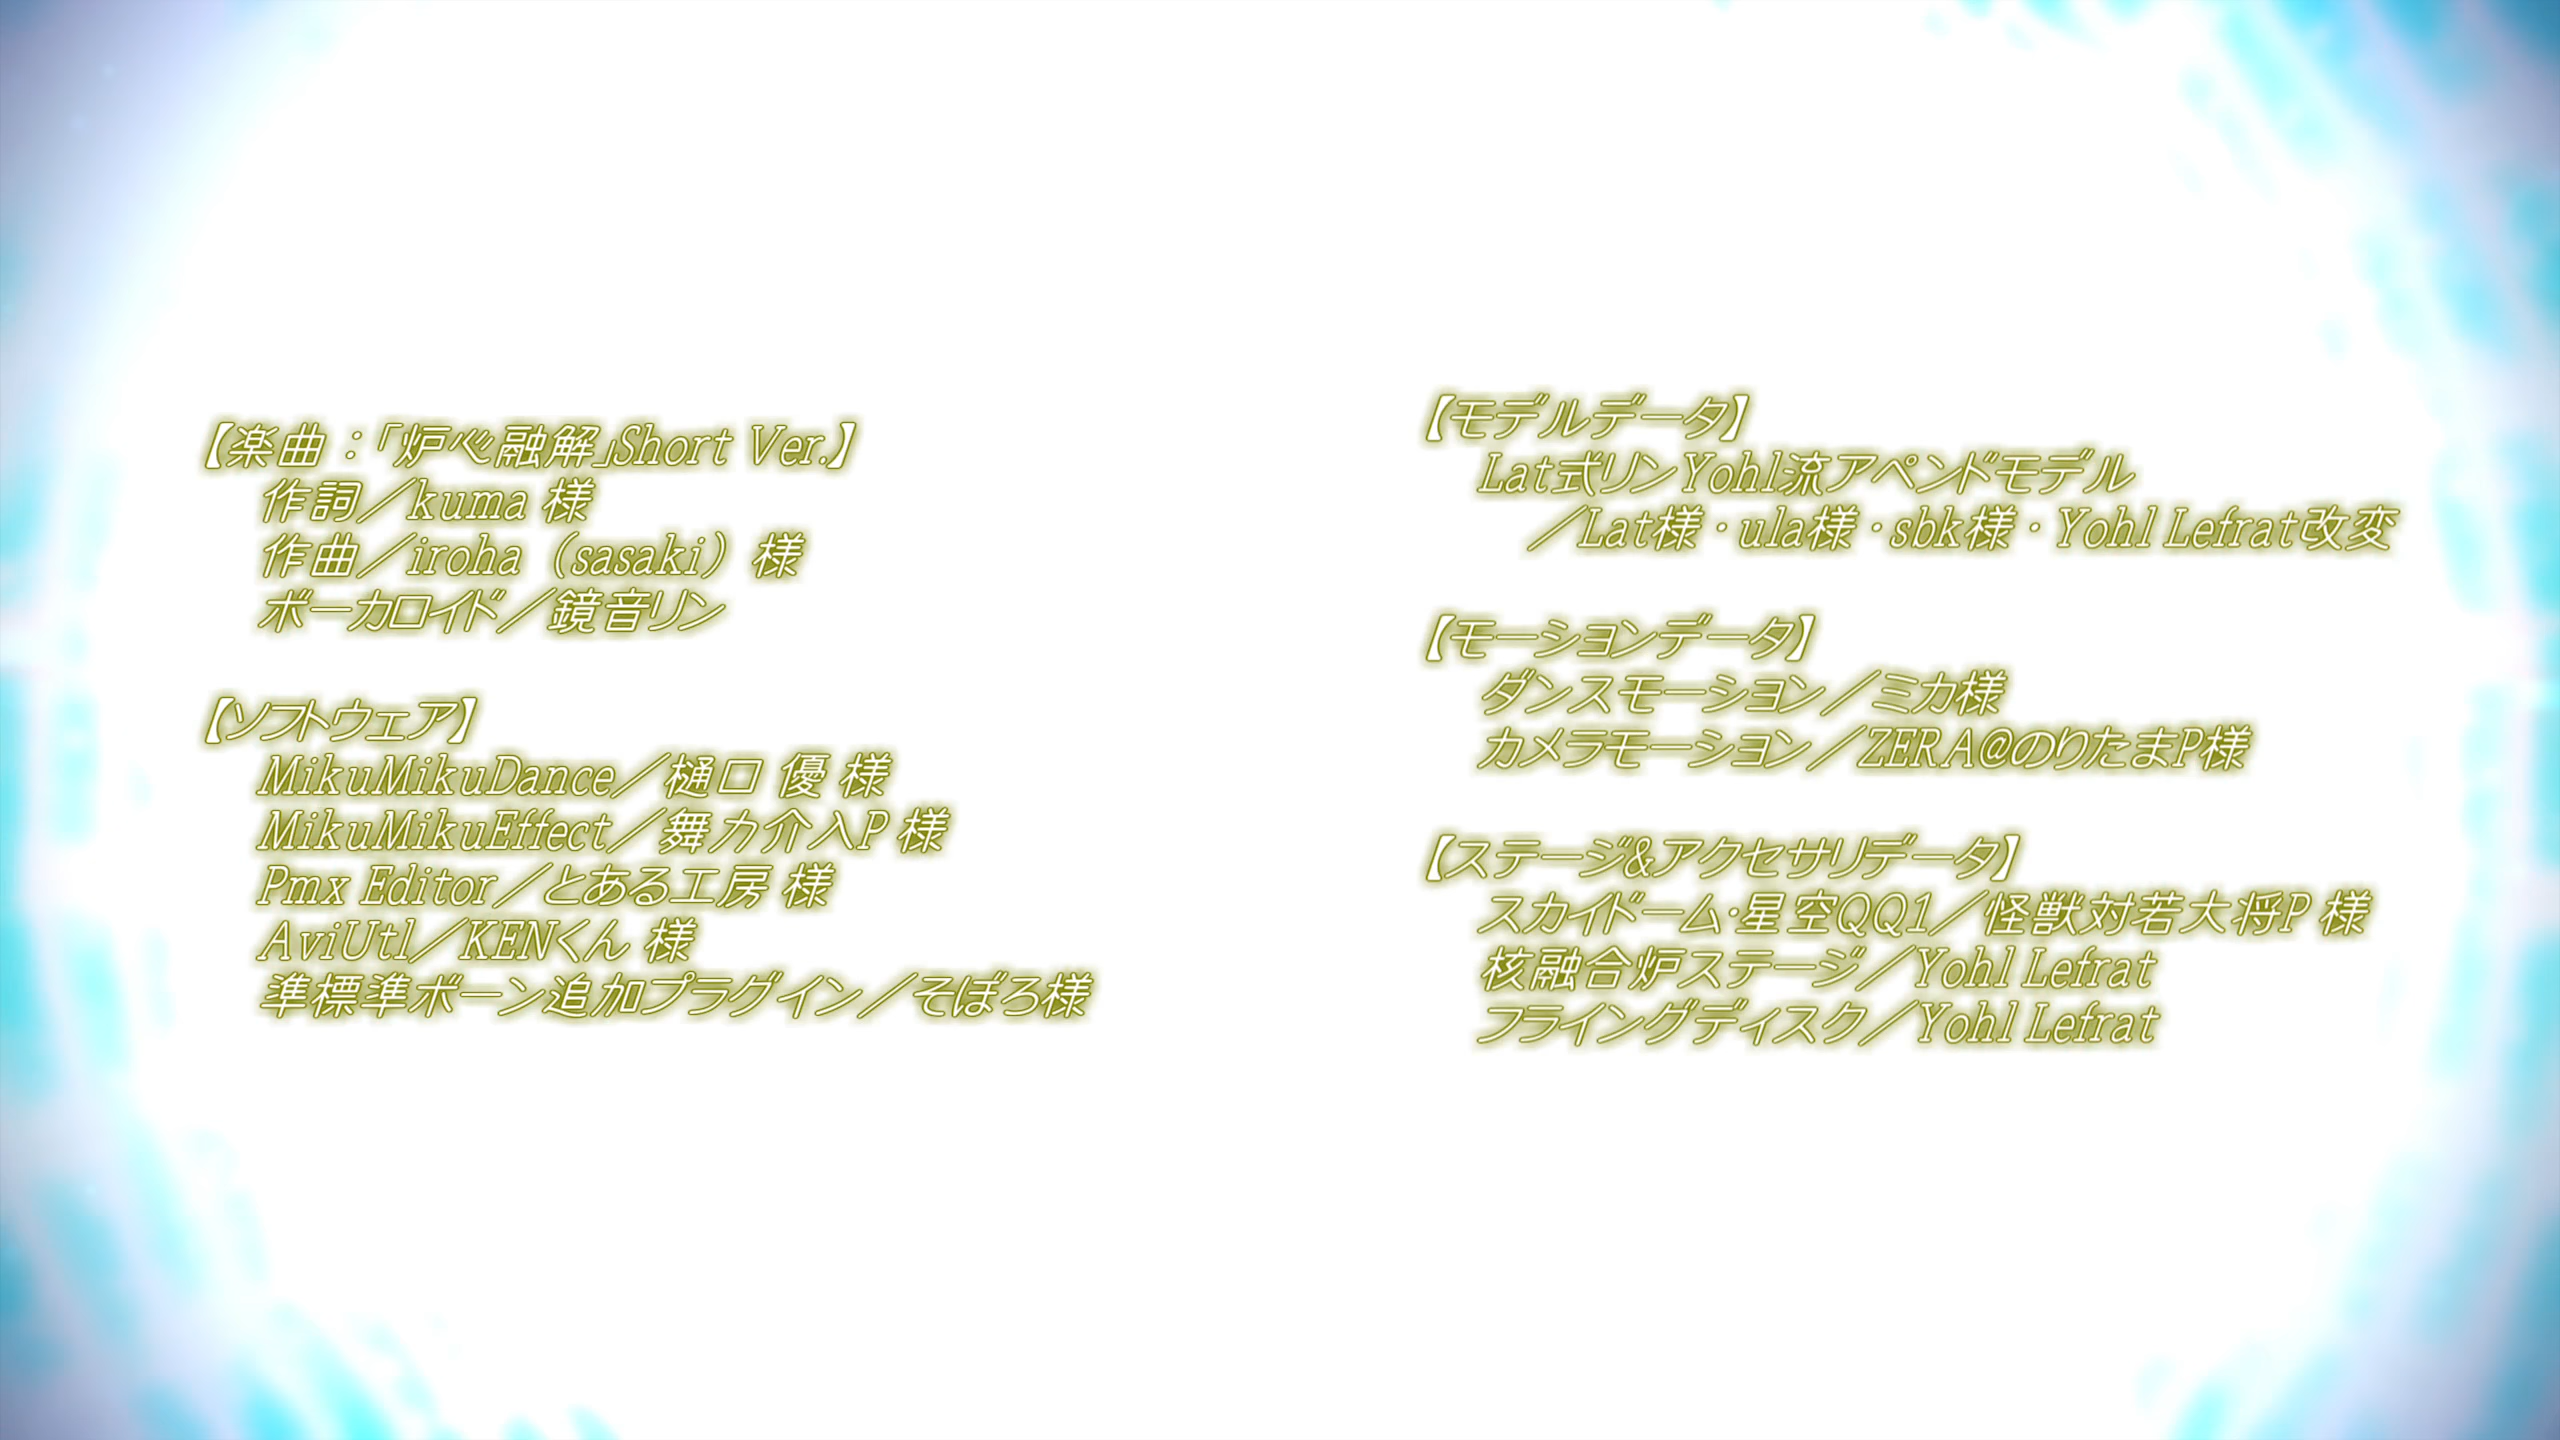 【楽曲：「炉心融解」Short Ver.】
作詞／kuma 様
作曲／iroha（sasaki）様
ボーカロイド／鏡音リン
【ソフトウェア】
MikuMikuDance／樋口 優 様
MikuMikuEffect／舞力介入P 様
Pmx Editor／とある工房 様
AviUtl／KENくん 様
準標準ボーン追加プラグイン／そぼろ様
【モデルデータ】
Lat式リンYohl流アペンドモデル
／Lat様・ula様・sbk様・Yohl Lefrat改変
【モーションデータ】
ダンスモーション／ミカ様
カメラモーション／ZERA@のりたまP様
【ステージ&アクセサリデータ】
スカイドーム・星空QQ1／怪獣対若大将P 様
核融合炉ステージ／Yohl Lefrat
フライングディスク／Yohl Lefrat